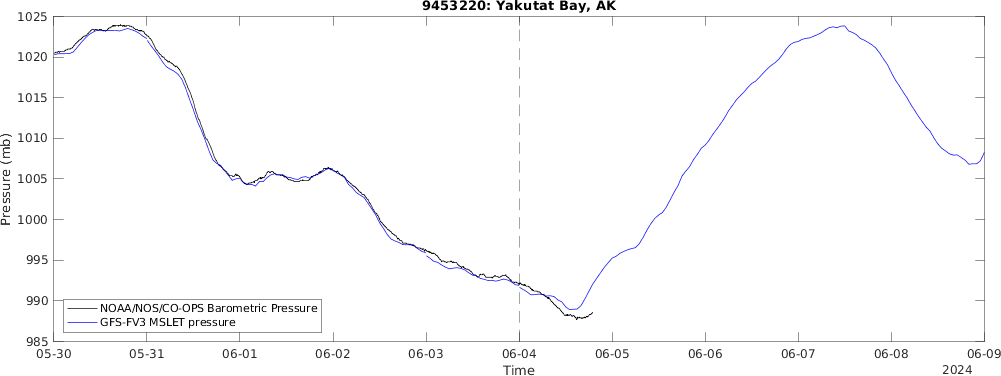 9453220: Yakutat Bay, AK
Pressure (mb)
1025
1020
1015
1010
1005
1000
995
990
985
NOAA/NOS/CO-OPS Barometric Pressure
GFS-FV3 MSLET pressure
05-30 05-31 06-01 06-02 06-03 06-04 06-05 06-06 06-07 06-08 06-09
Time
2024